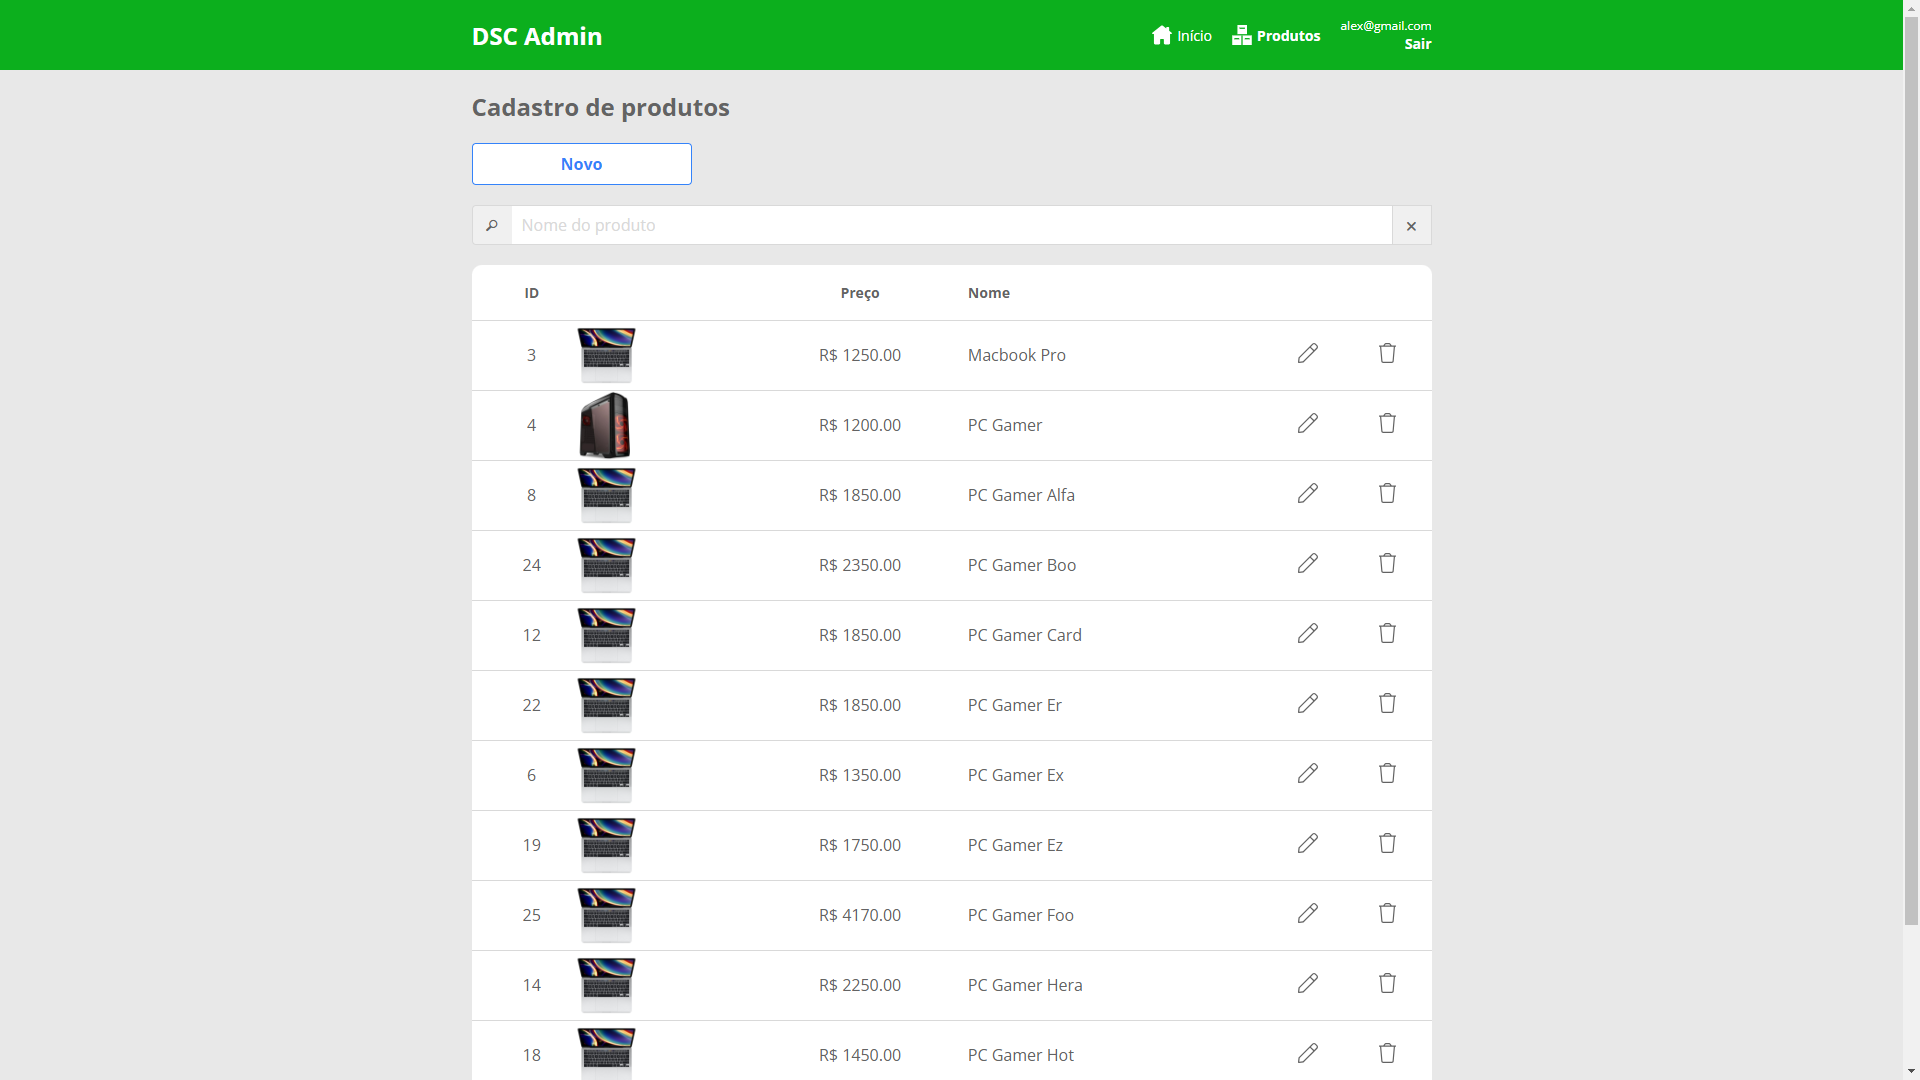 DSC Admin
Início
Produtos
alex@gmail.com
Sair
Cadastro de produtos
Novo
Nome do produto
ID Preço Nome
3 R$ 1250.00 Macbook Pro
4 R$ 1200.00 PC Gamer
8 R$ 1850.00 PC Gamer Alfa
24 R$ 2350.00 PC Gamer Boo
12 R$ 1850.00 PC Gamer Card
22 R$ 1850.00 PC Gamer Er
6 R$ 1350.00 PC Gamer Ex
19 R$ 1750.00 PC Gamer Ez
25 R$ 4170.00 PC Gamer Foo
14 R$ 2250.00 PC Gamer Hera
18 R$ 1450.00 PC Gamer Hot